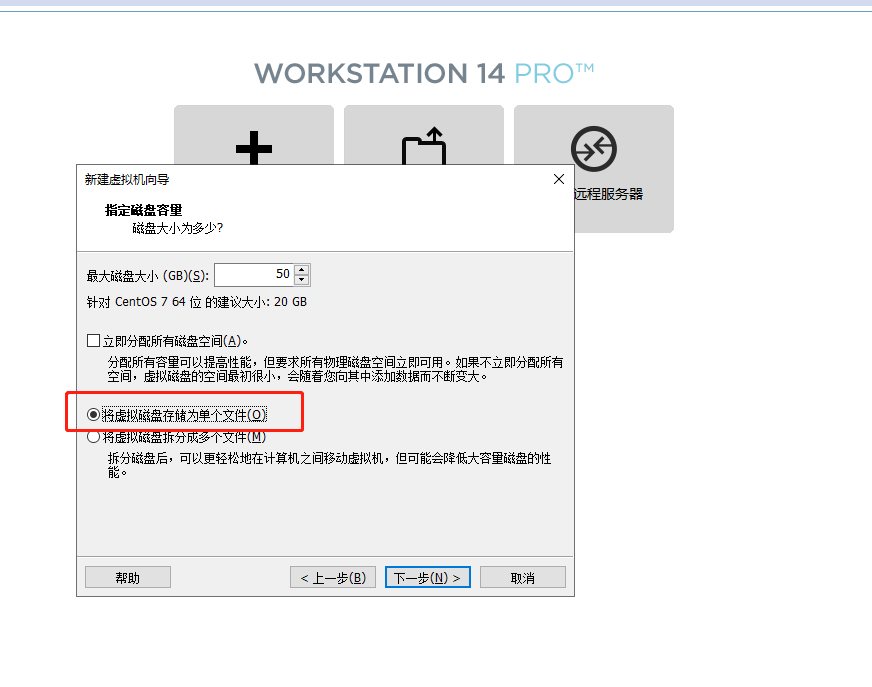 WORKSTATION 14 PRO™
远程服务器
新建虚拟机向导
指定磁盘容量
磁盘大小为多少?
最大磁盘大小 (GB)(S): 50
针对 CentOS 7 64 位 的建议大小: 20 GB
立即分配所有磁盘空间(A)。
分配所有容量可以提高性能，但要求所有物理磁盘空间立即可用。如果不立即分配所有
空间，虚拟磁盘的空间最初很小，会随着您向其中添加数据而不断变大。
将虚拟磁盘存储为单个文件(O)
将虚拟磁盘拆分成多个文件(M)
拆分磁盘后，可以更轻松地在计算机之间移动虚拟机，但可能会降低大容量磁盘的性
能。
帮助
< 上一步(B)
下一步(N) >
取消